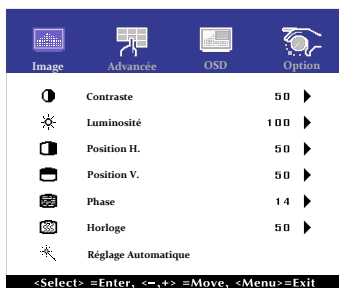 Image Avancée OSD Option
Contraste 50
Luminosité 100
Position H. 50
Position V. 50
Phase 14
Horloge 50
Réglage Automatique
<Select> =Enter, <−,+> =Move, <Menu>=Exit